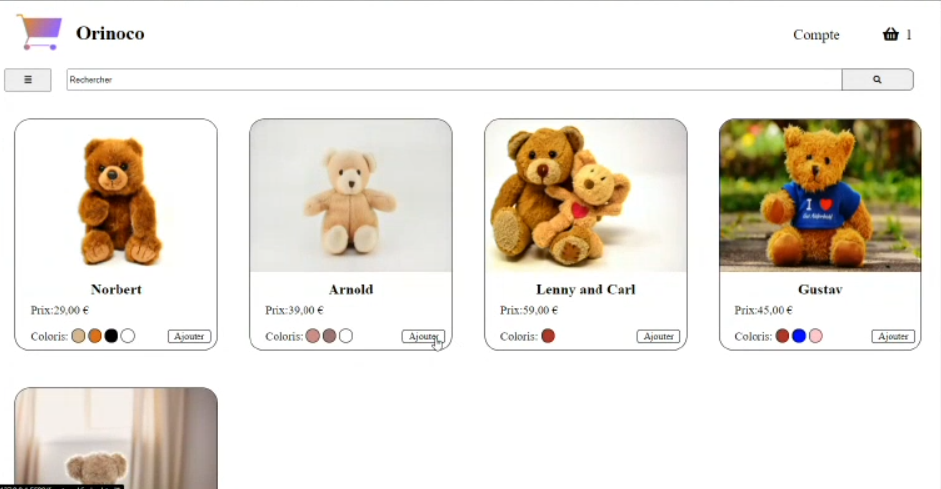 Orinoco
Compte
1
Rechercher
I
Norbert
Arnold
Lenny and Carl
Gustav
Prix:29,00 €
Prix:39,00 €
Prix:59,00 €
Prix:45,00 €
Coloris:
Ajouter
Coloris:
Ajouter
Coloris:
Ajouter
Coloris:
Ajouter